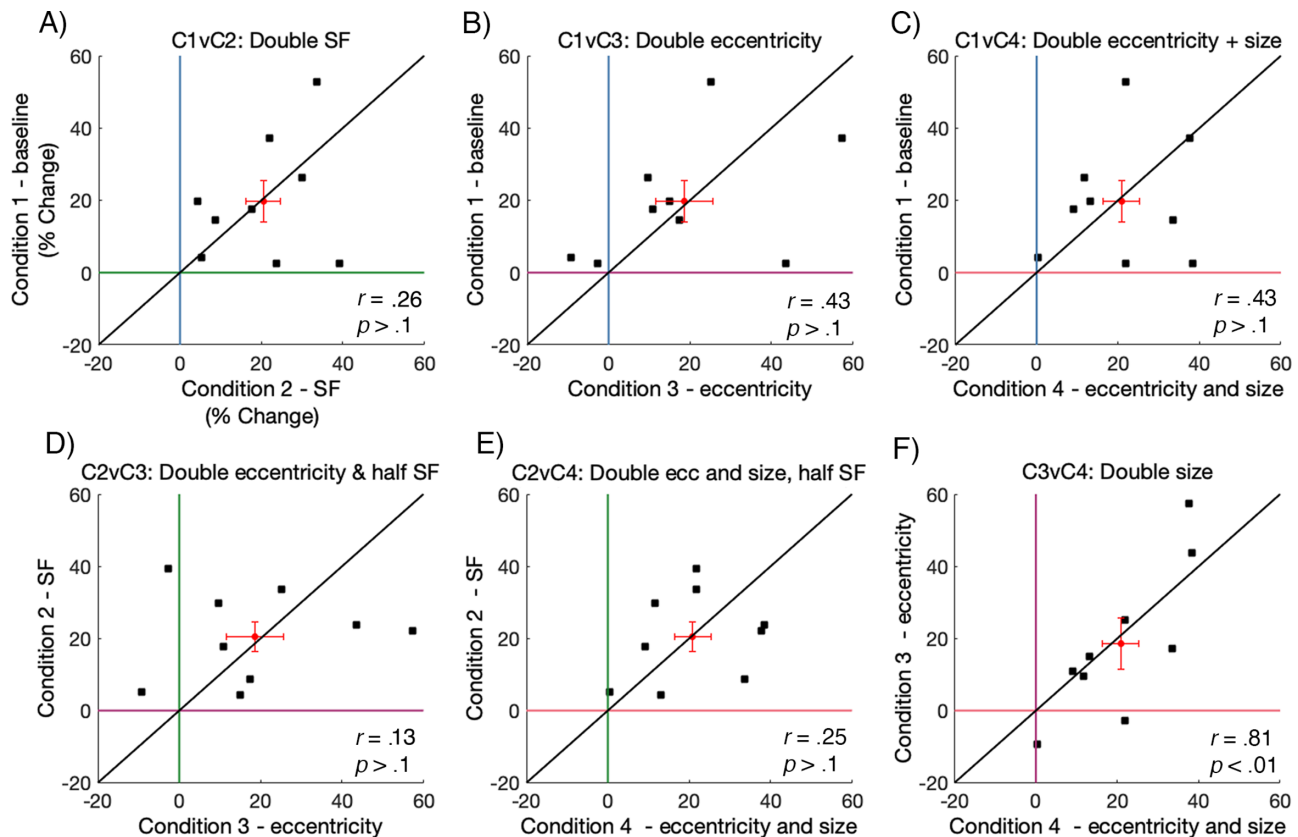 A)
C1vC2: Double SF
Condition 1 - baseline
(% Change)
60
40
20
0
-20
r = .26
p > .1
-20 0 20 40 60
Condition 2 - SF
(% Change)
B)
C1vC3: Double eccentricity
Condition 1 - baseline
60
40
20
0
-20
r = .43
p > .1
-20 0 20 40 60
Condition 3 - eccentricity
C)
C1vC4: Double eccentricity + size
Condition 1 - baseline
60
40
20
0
-20
r = .43
p > .1
-20 0 20 40 60
Condition 4 - eccentricity and size
D)
C2vC3: Double eccentricity & half SF
Condition 2 - SF
60
40
20
0
-20
r = .13
p > .1
-20 0 20 40 60
Condition 3 - eccentricity
E)
C2vC4: Double ecc and size, half SF
Condition 2 - SF
60
40
20
0
-20
r = .25
p > .1
-20 0 20 40 60
Condition 4 - eccentricity and size
F)
C3vC4: Double size
Condition 3 - eccentricity
60
40
20
0
-20
r = .81
p < .01
-20 0 20 40 60
Condition 4 - eccentricity and size